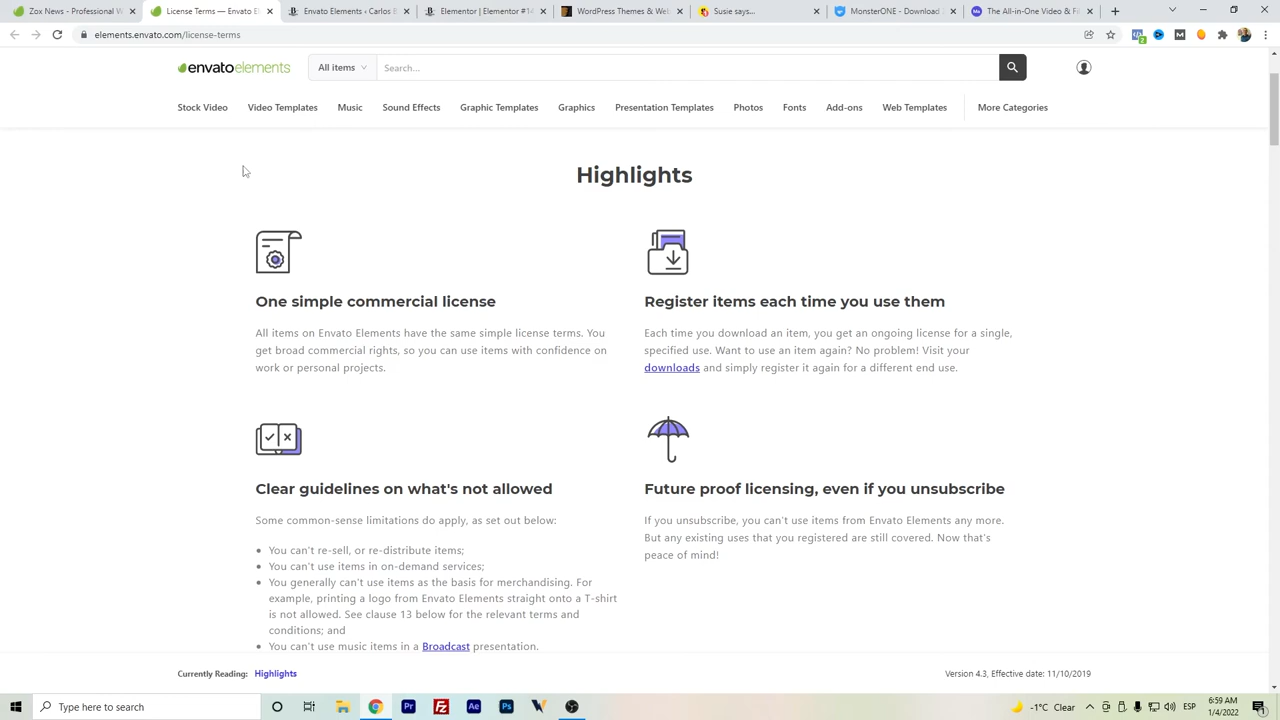 Zox News - Professional W
License Terms - Envato E
Envato Elements - Carlos E
Envato Elements | Elementor #14
WordPress Themes & Web
Susie says...
MonsterONE - Templates
The All-in-One Video & Fi
elements.envato.com/license-terms
2
envatoelements
All items
Search...
Stock Video
Video Templates
Music
Sound Effects
Graphic Templates
Graphics
Presentation Templates
Photos
Fonts
Add-ons
Web Templates
More Categories
Highlights
One simple commercial license
All items on Envato Elements have the same simple license terms. You
get broad commercial rights, so you can use items with confidence on
work or personal projects.
Register items each time you use them
Each time you download an item, you get an ongoing license for a single,
specified use. Want to use an item again? No problem! Visit your
downloads and simply register it again for a different end use.
Clear guidelines on what's not allowed
Some common-sense limitations do apply, as set out below:
You can't re-sell, or re-distribute items;
You can't use items in on-demand services;
You generally can't use items as the basis for merchandising. For
example, printing a logo from Envato Elements straight onto a T-shirt
is not allowed. See clause 13 below for the relevant terms and
conditions; and
You can't use music items in a Broadcast presentation.
Future proof licensing, even if you unsubscribe
If you unsubscribe, you can't use items from Envato Elements any more.
But any existing uses that you registered are still covered. Now that's
peace of mind!
Currently Reading: Highlights
Version 4.3, Effective date: 11/10/2019
Type here to search
Pr
Fz
Ae
Ps
-1°C Clear
ESP
6:59 AM
1/4/2022